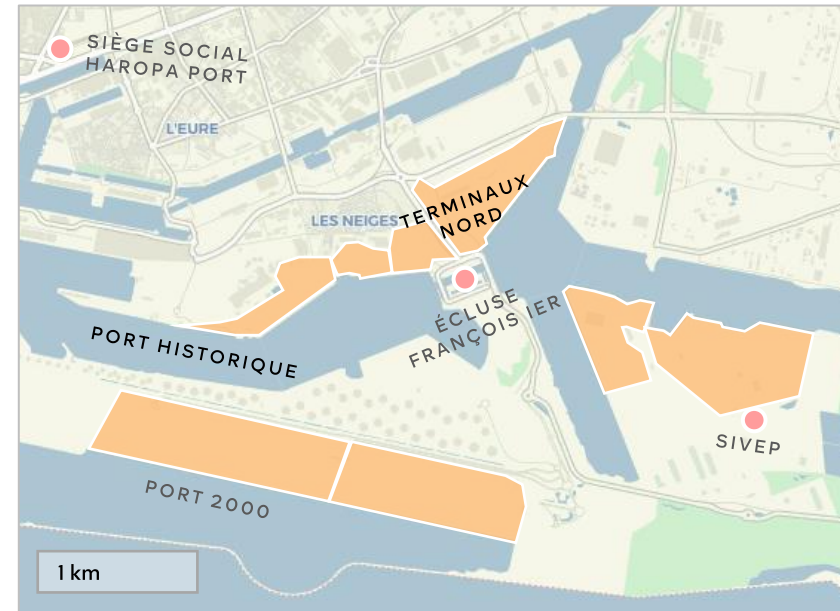 SIÈGE SOCIAL
HAROPA PORT
L'EURE
LES NEIGES
TERMINAUX
NORD
ÉCLUSE
FRANÇOIS IER
PORT HISTORIQUE
SIVEP
PORT 2000
1 km